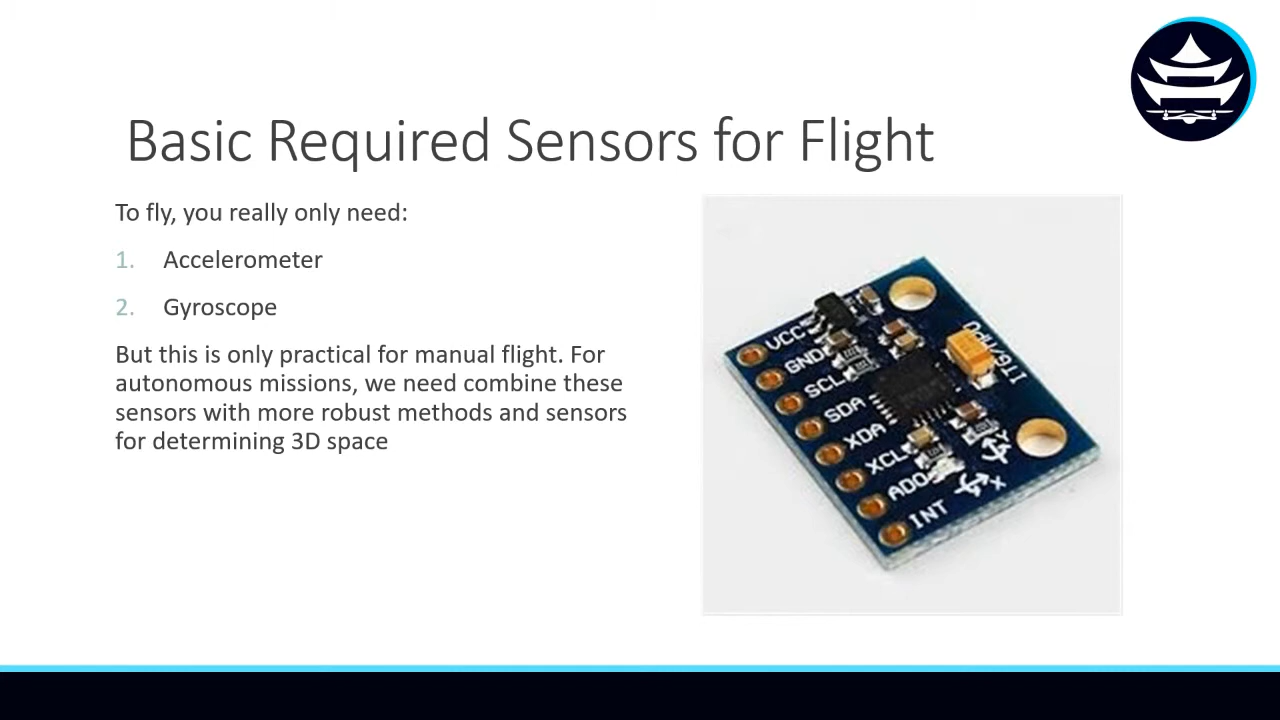 Basic Required Sensors for Flight
To fly, you really only need:
1. Accelerometer
2. Gyroscope
But this is only practical for manual flight. For
autonomous missions, we need combine these
sensors with more robust methods and sensors
for determining 3D space
VCC
GND
SCL
SDA
XDA
XCL
ADO
INT
ITG/MPU
Y
X